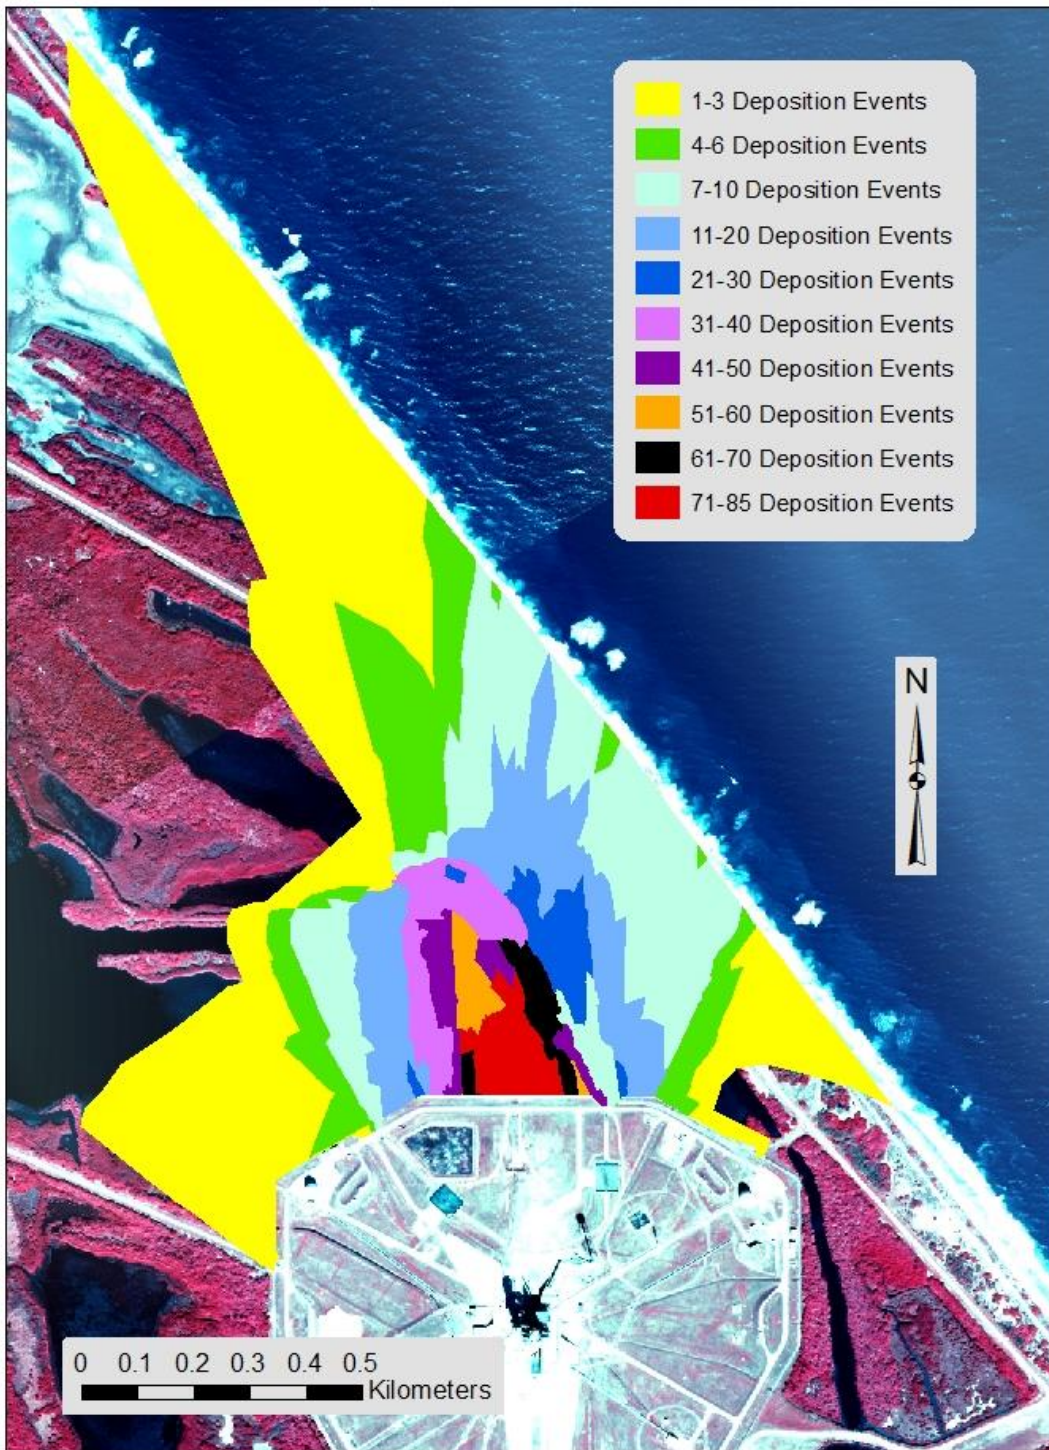 1-3 Deposition Events
4-6 Deposition Events
7-10 Deposition Events
11-20 Deposition Events
21-30 Deposition Events
31-40 Deposition Events
41-50 Deposition Events
51-60 Deposition Events
61-70 Deposition Events
71-85 Deposition Events
N
0 0.1 0.2 0.3 0.4 0.5
Kilometers